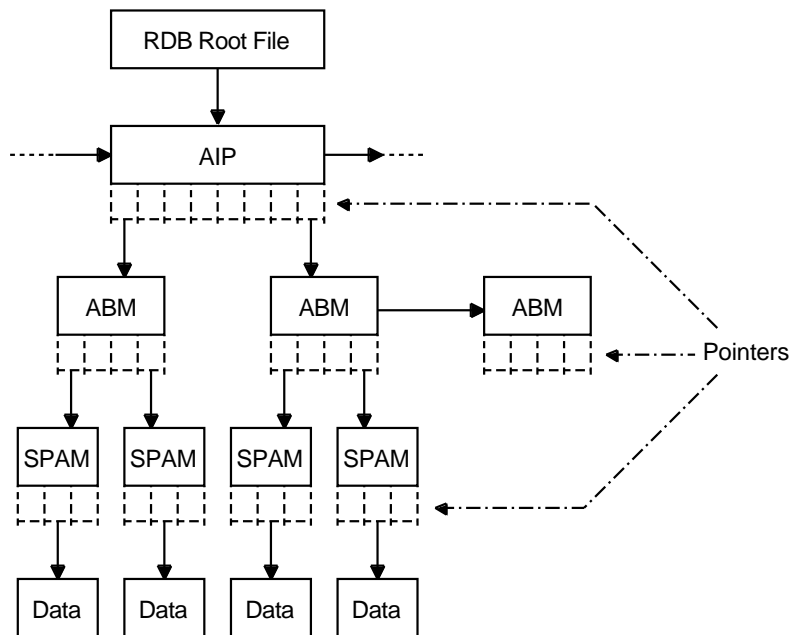 RDB Root File
AIP
ABM ABM ABM
Pointers
SPAM SPAM SPAM SPAM
Data Data Data Data